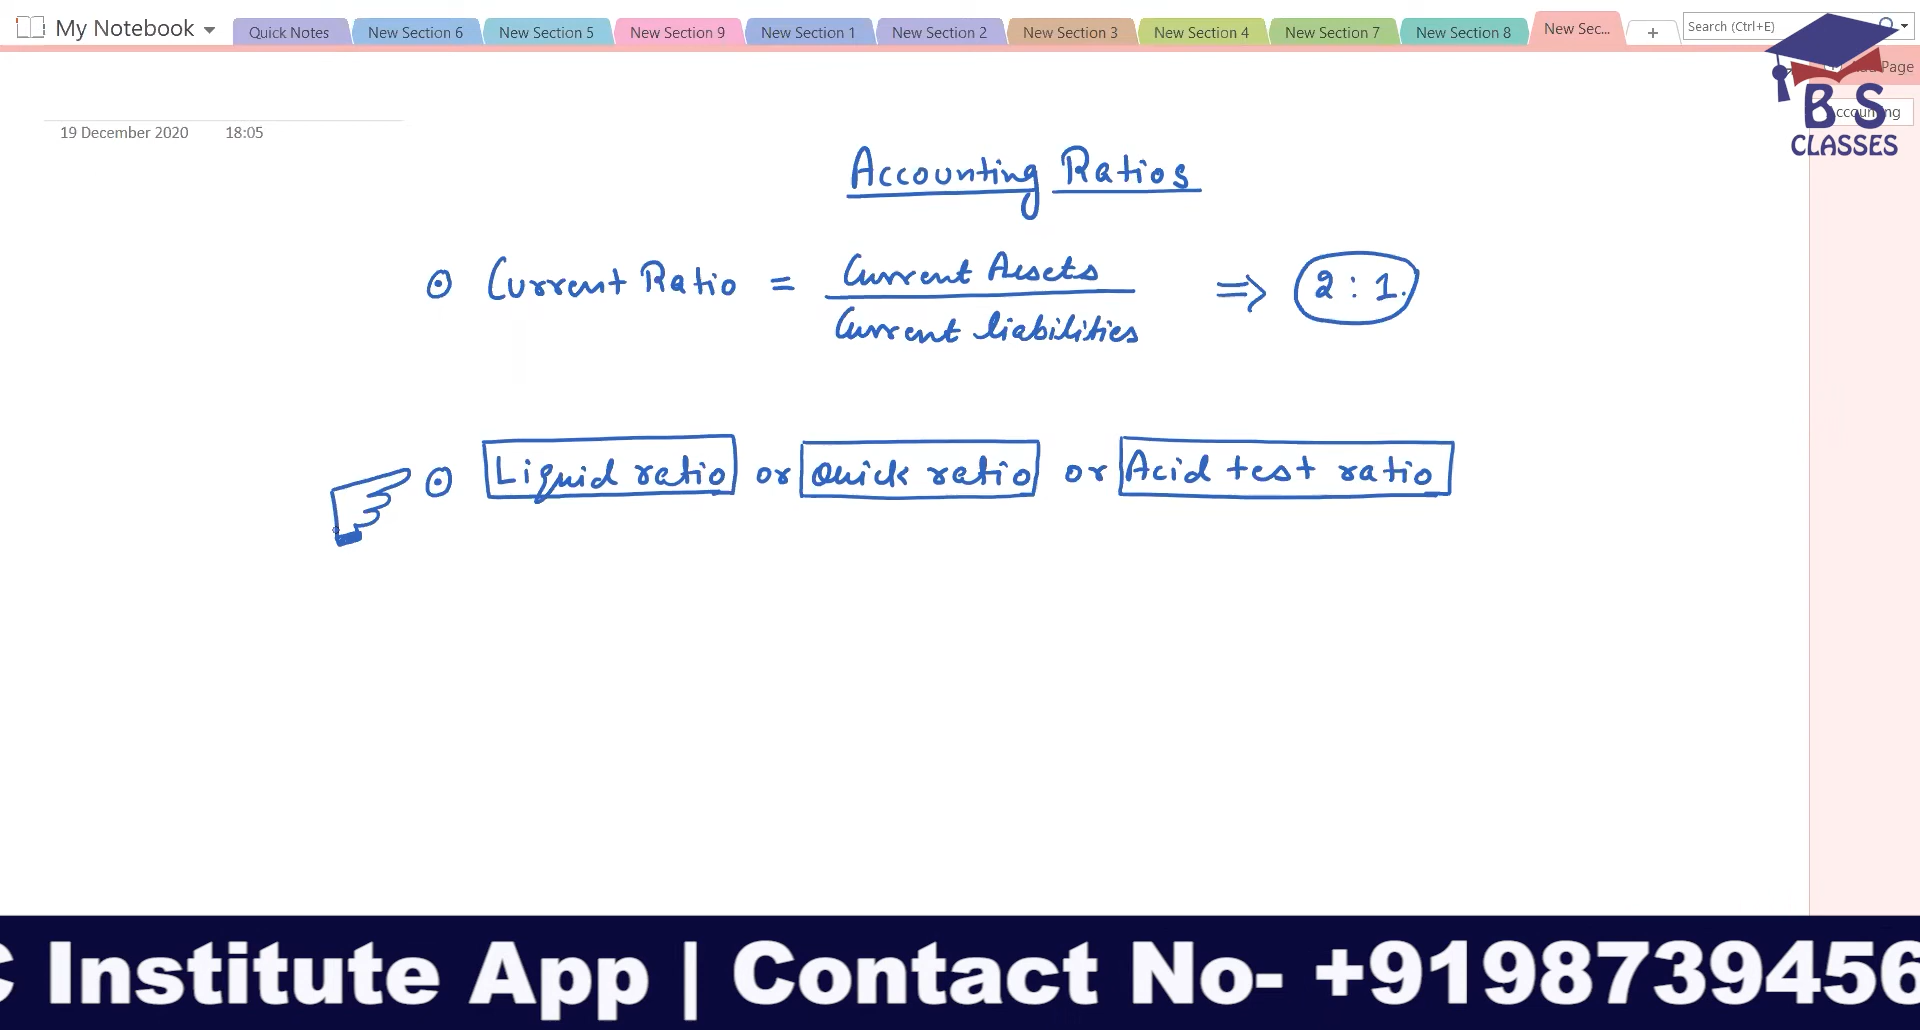 My Notebook
Quick Notes
New Section 6
New Section 5
New Section 9
New Section 1
New Section 2
New Section 3
New Section 4
New Section 7
New Section 8
New Sec...
+
Search (Ctrl+E)
Page
B S
CLASSES
19 December 2020 18:05
Accounting Ratios
Current Ratio = Current Assets
Current liabilities
⇒ 2 : 1.
Liquid ratio or Quick ratio or Acid test ratio
C Institute App | Contact No- +9198739456